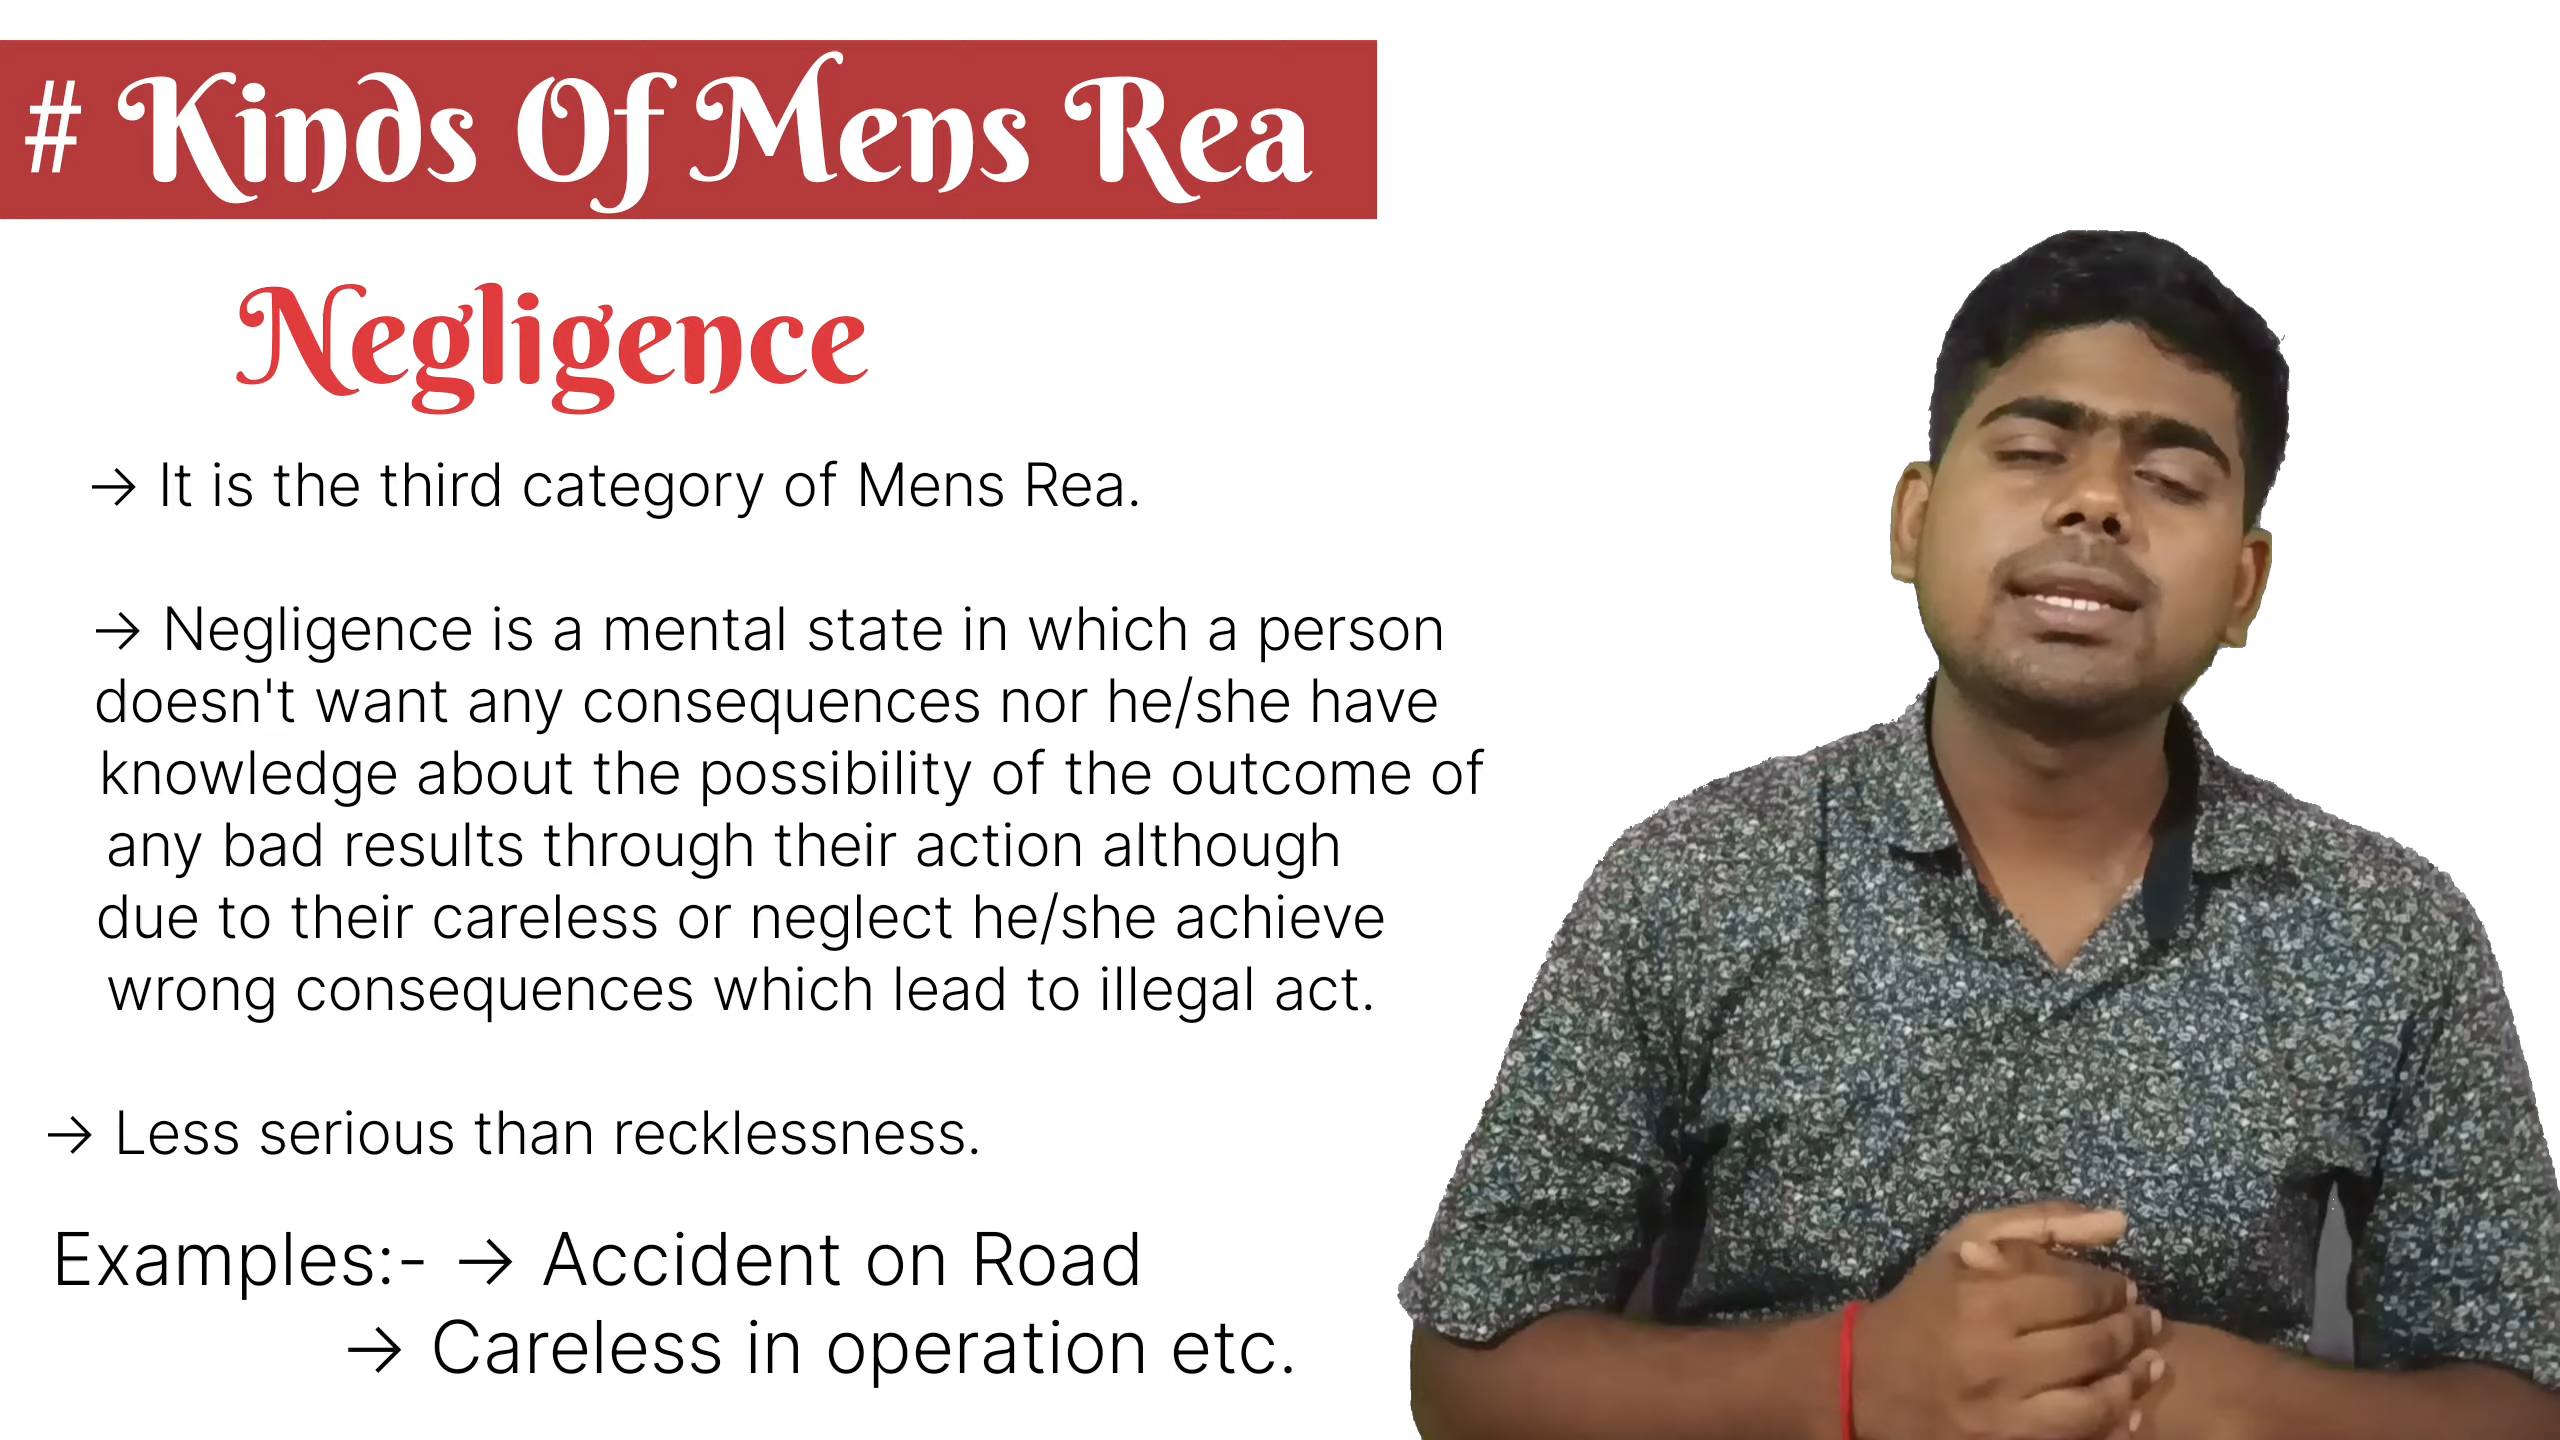 # Kinds Of Mens Rea
Negligence
→ It is the third category of Mens Rea.
→ Negligence is a mental state in which a person
doesn't want any consequences nor he/she have
knowledge about the possibility of the outcome of
any bad results through their action although
due to their careless or neglect he/she achieve
wrong consequences which lead to illegal act.
→ Less serious than recklessness.
Examples:- → Accident on Road
→ Careless in operation etc.